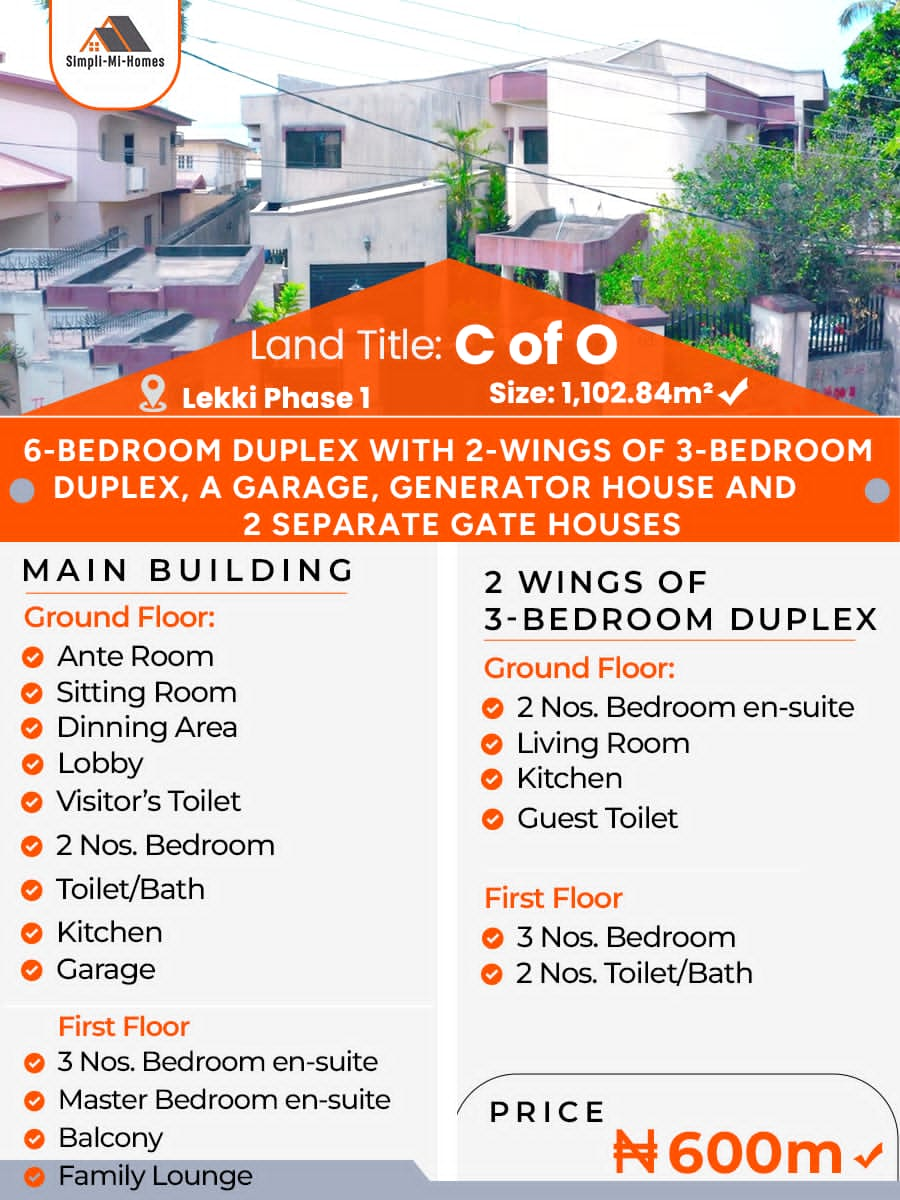 Simpli-Mi-Homes
Land Title: C of O
Lekki Phase 1
Size: 1,102.84m²
6-BEDROOM DUPLEX WITH 2-WINGS OF 3-BEDROOM
DUPLEX, A GARAGE, GENERATOR HOUSE AND
2 SEPARATE GATE HOUSES
MAIN BUILDING
Ground Floor:
Ante Room
Sitting Room
Dinning Area
Lobby
Visitor's Toilet
2 Nos. Bedroom
Toilet/Bath
Kitchen
Garage
First Floor
3 Nos. Bedroom en-suite
Master Bedroom en-suite
Balcony
Family Lounge
2 WINGS OF
3-BEDROOM DUPLEX
Ground Floor:
2 Nos. Bedroom en-suite
Living Room
Kitchen
Guest Toilet
First Floor
3 Nos. Bedroom
2 Nos. Toilet/Bath
PRICE
₦600m